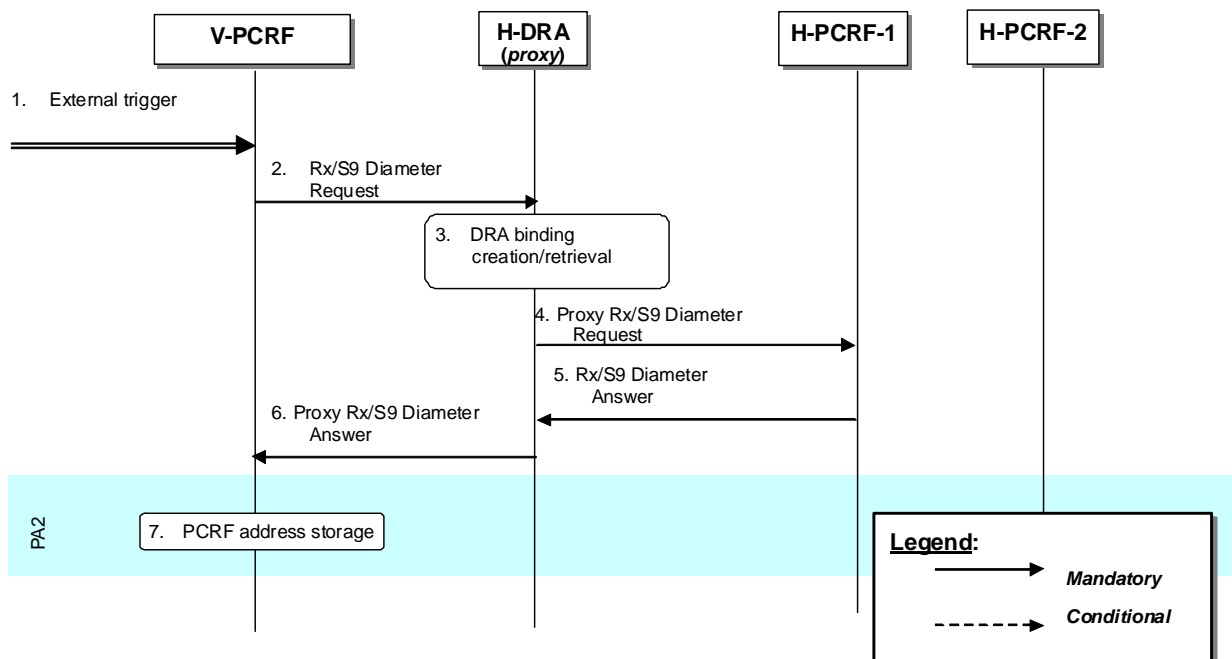 V-PCRF
H-DRA
(proxy)
H-PCRF-1
H-PCRF-2
1. External trigger
2. Rx/S9 Diameter
Request
3. DRA binding
creation/retrieval
4. Proxy Rx/S9 Diameter
Request
5. Rx/S9 Diameter
Answer
6. Proxy Rx/S9 Diameter
Answer
PA2
7. PCRF address storage
Legend:
Mandatory
Conditional